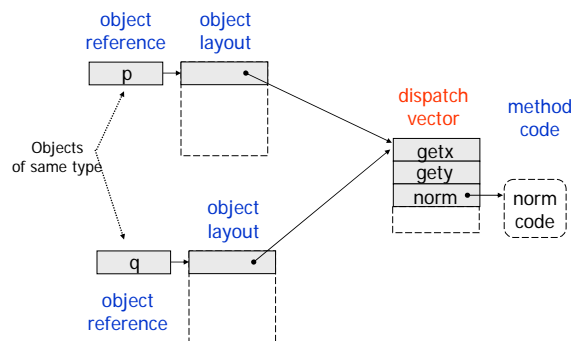 object
reference
object
layout
p
dispatch
vector
method
code
Objects
of same type
getx
gety
norm
norm
code
object
layout
q
object
reference